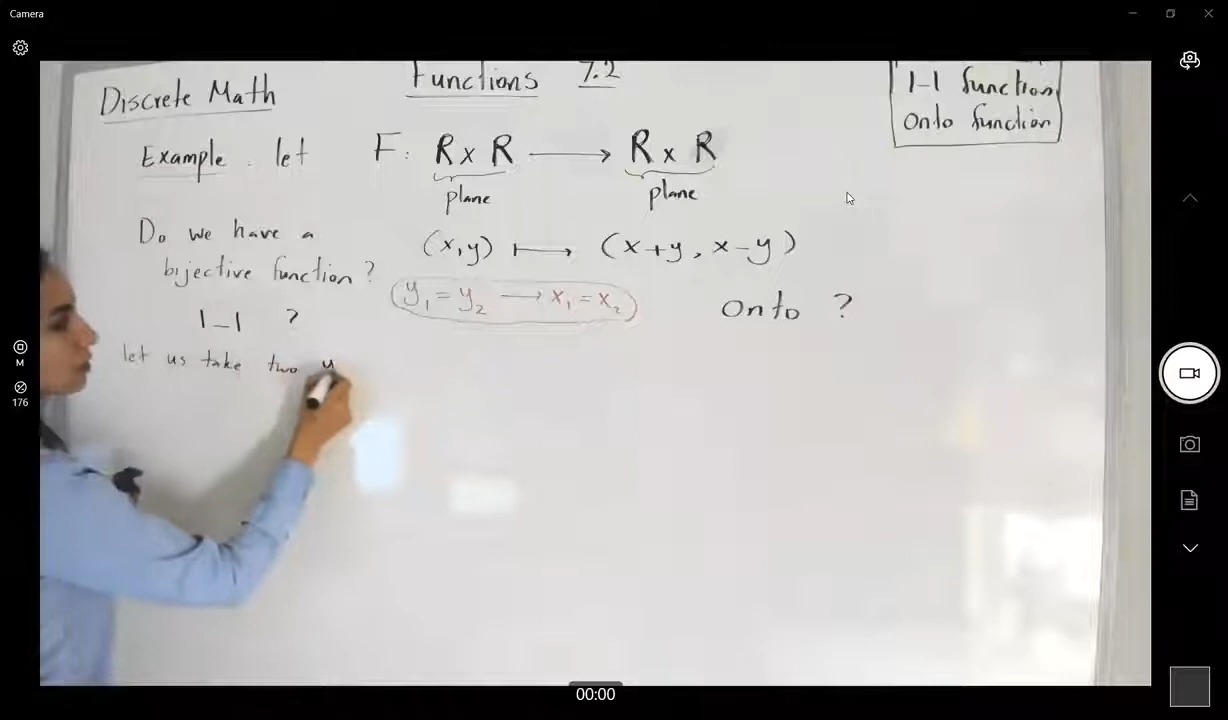 Camera
Discrete Math
Functions 7.2
1-1 function
Onto function
Example. let F: R x R ⟶ R x R
plane plane
Do we have a
bijective function?
(x,y) ⟼ (x+y, x-y)
y₁ = y₂ ⟶ x₁ = x₂
Onto ?
1-1 ?
let us take two y
M
176
00:00